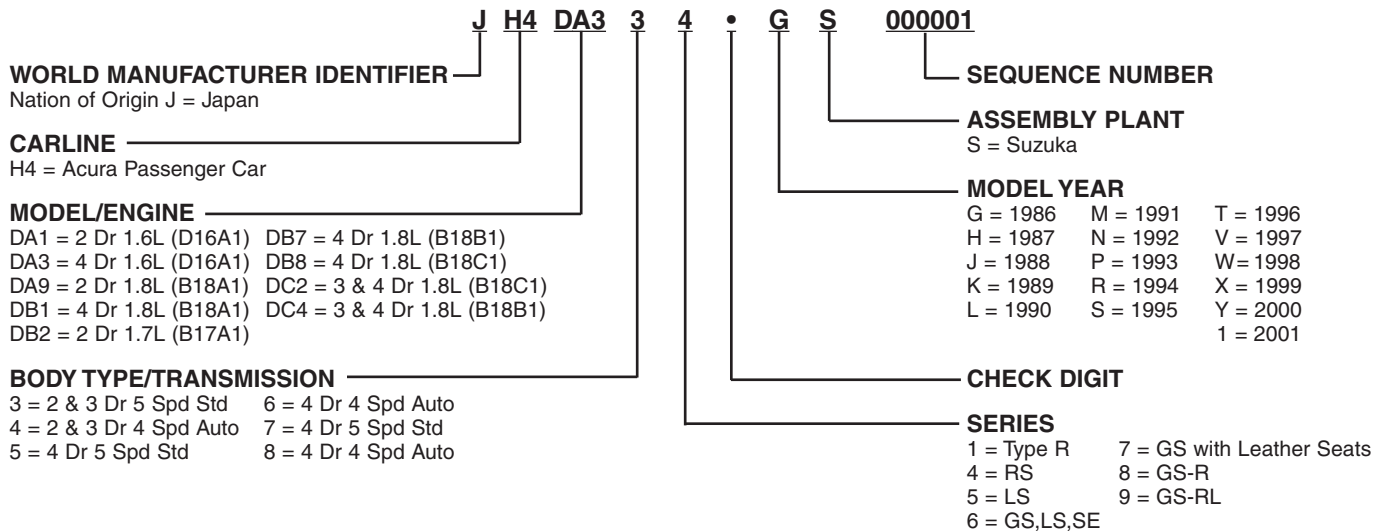 J H4 DA3 3 4 • G S 000001
WORLD MANUFACTURER IDENTIFIER
Nation of Origin J = Japan
CARLINE
H4 = Acura Passenger Car
MODEL/ENGINE
DA1 = 2 Dr 1.6L (D16A1) DB7 = 4 Dr 1.8L (B18B1)
DA3 = 4 Dr 1.6L (D16A1) DB8 = 4 Dr 1.8L (B18C1)
DA9 = 2 Dr 1.8L (B18A1) DC2 = 3 & 4 Dr 1.8L (B18C1)
DB1 = 4 Dr 1.8L (B18A1) DC4 = 3 & 4 Dr 1.8L (B18B1)
DB2 = 2 Dr 1.7L (B17A1)
BODY TYPE/TRANSMISSION
3 = 2 & 3 Dr 5 Spd Std 6 = 4 Dr 4 Spd Auto
4 = 2 & 3 Dr 4 Spd Auto 7 = 4 Dr 5 Spd Std
5 = 4 Dr 5 Spd Std 8 = 4 Dr 4 Spd Auto
SEQUENCE NUMBER
ASSEMBLY PLANT
S = Suzuka
MODEL YEAR
G = 1986 M = 1991 T = 1996
H = 1987 N = 1992 V = 1997
J = 1988 P = 1993 W = 1998
K = 1989 R = 1994 X = 1999
L = 1990 S = 1995 Y = 2000
1 = 2001
CHECK DIGIT
SERIES
1 = Type R 7 = GS with Leather Seats
4 = RS 8 = GS-R
5 = LS 9 = GS-RL
6 = GS,LS,SE